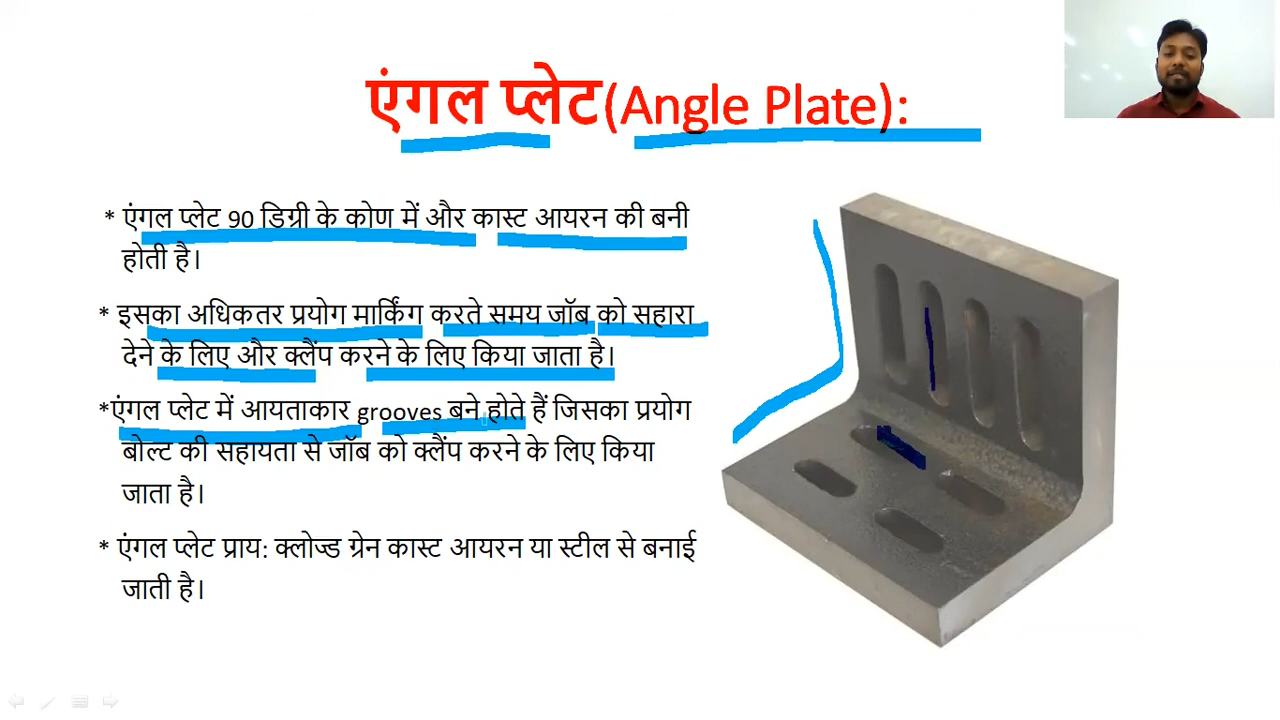 एंगल प्लेट(Angle Plate):
* एंगल प्लेट 90 डिग्री के कोण में और कास्ट आयरन की बनी
होती है।
* इसका अधिकतर प्रयोग मार्किंग करते समय जॉब को सहारा
देने के लिए और क्लैंप करने के लिए किया जाता है।
*एंगल प्लेट में आयताकार grooves बने होते हैं जिसका प्रयोग
बोल्ट की सहायता से जॉब को क्लैंप करने के लिए किया
जाता है।
* एंगल प्लेट प्राय: क्लोज्ड ग्रेन कास्ट आयरन या स्टील से बनाई
जाती है।